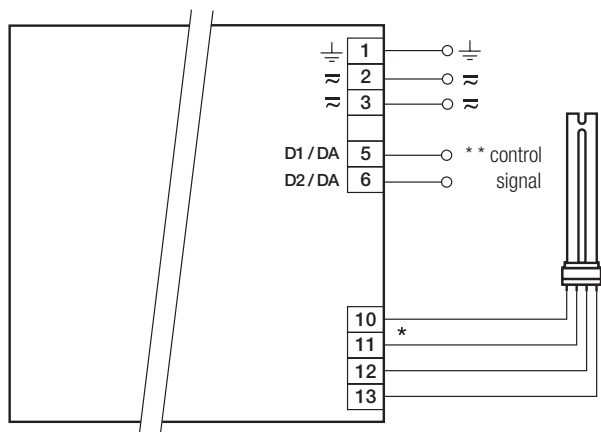 ⏚ 1 ⏚
≂ 2 ≂
≂ 3 ≂
D1 / DA 5 * * control
D2 / DA 6 signal
10
*
11
12
13